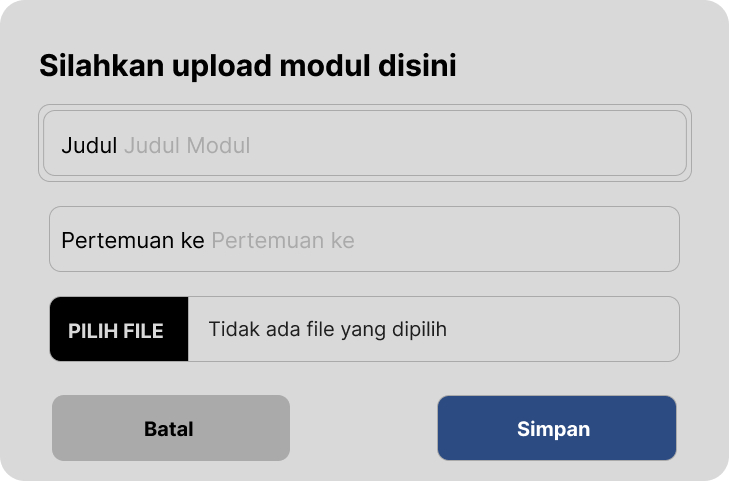 Silahkan upload modul disini
Judul Judul Modul
Pertemuan ke Pertemuan ke
PILIH FILE Tidak ada file yang dipilih
Batal Simpan